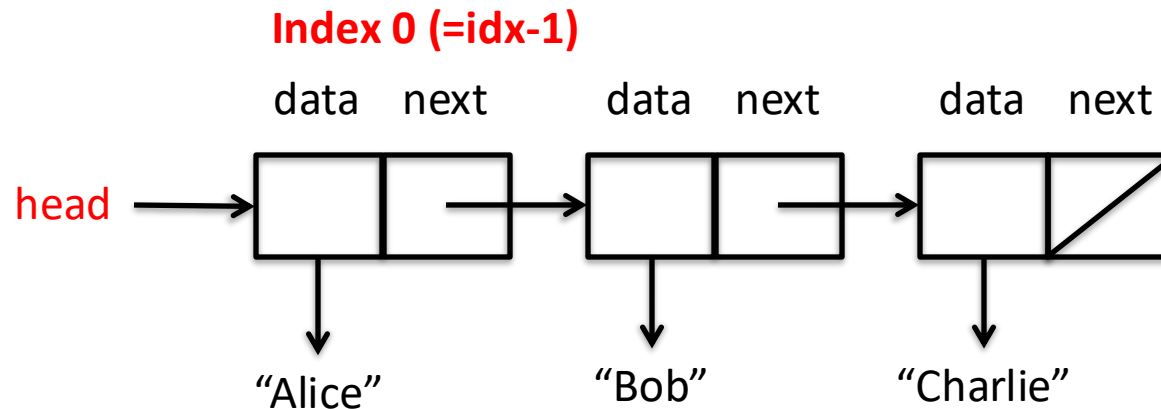 Index 0 (=idx-1)
data next data next data next
head
“Alice” “Bob” “Charlie”